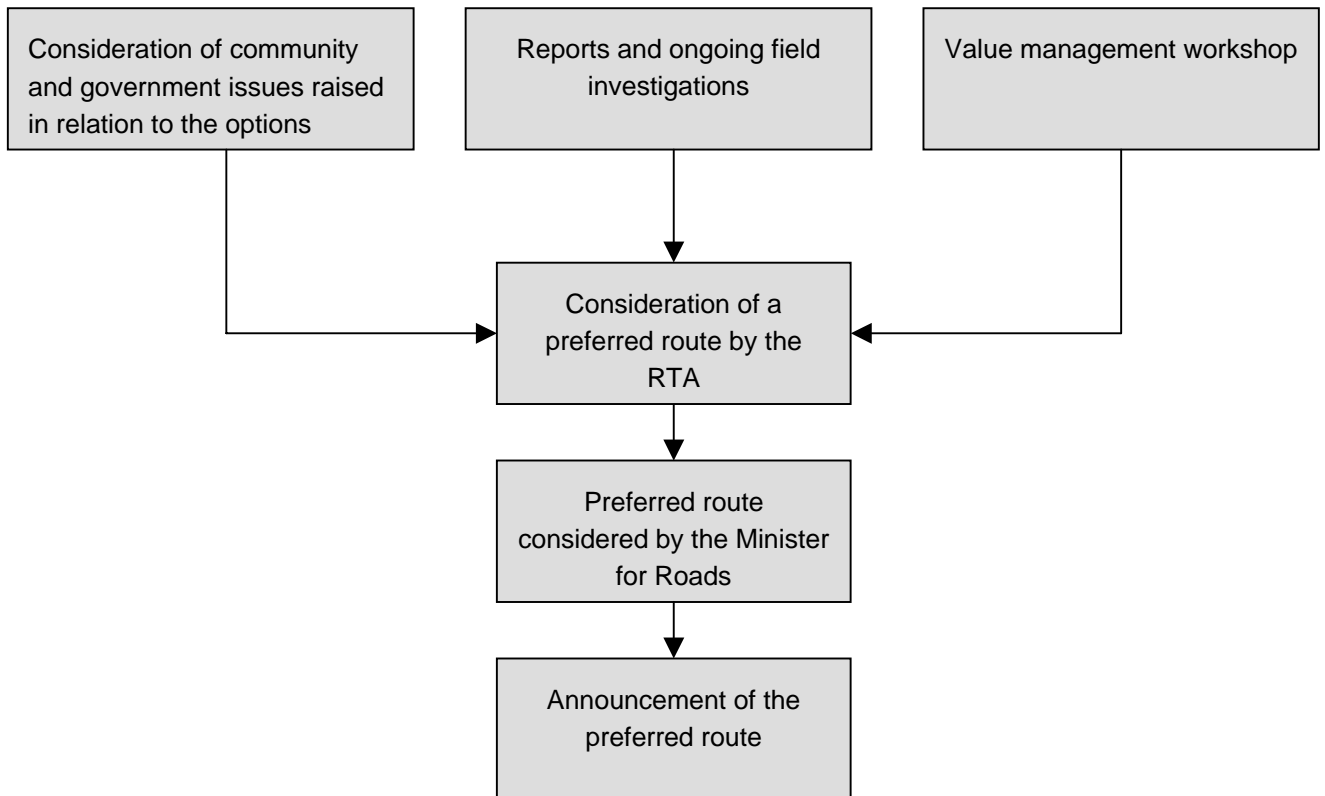 Consideration of community
and government issues raised
in relation to the options
Reports and ongoing field
investigations
Value management workshop
Consideration of a
preferred route by the
RTA
Preferred route
considered by the Minister
for Roads
Announcement of the
preferred route